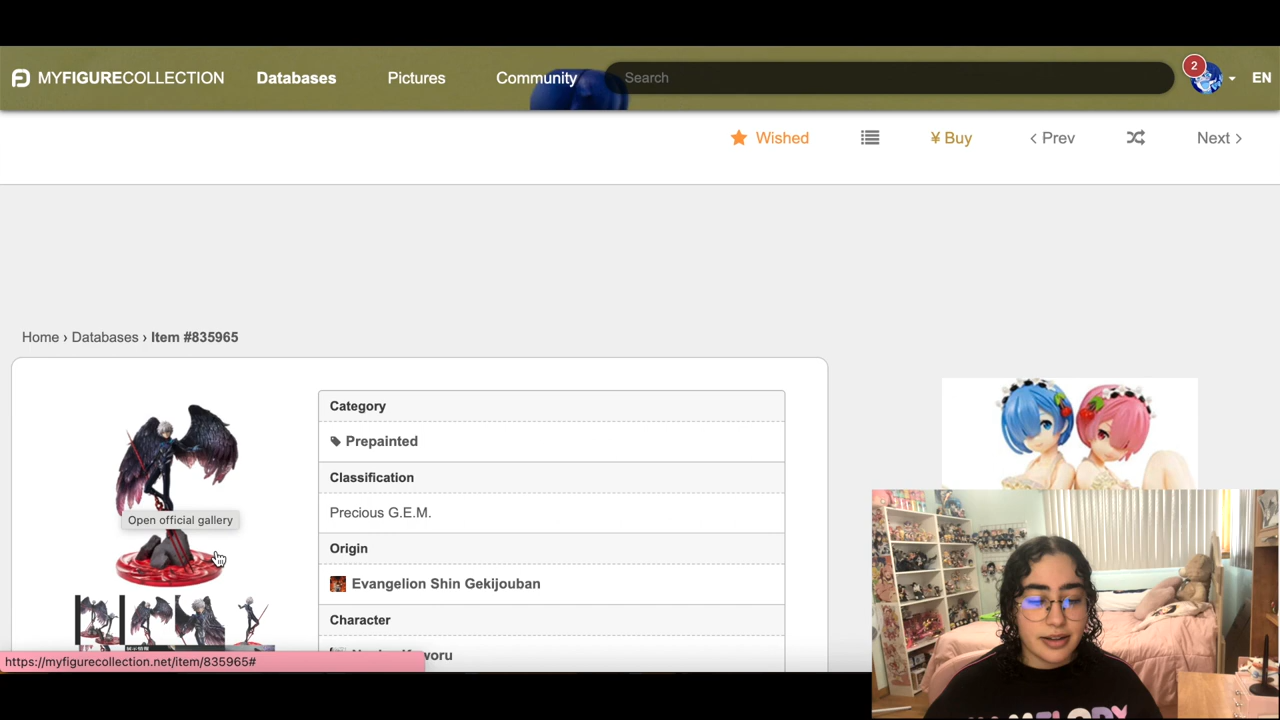 MYFIGURECOLLECTION Databases Pictures Community Search 2 EN
Wished ¥ Buy ‹ Prev Next ›
Home › Databases › Item #835965
Category
Prepainted
Classification
Precious G.E.M.
Open official gallery
Origin
Evangelion Shin Gekijouban
Character
https://myfigurecollection.net/item/835965#